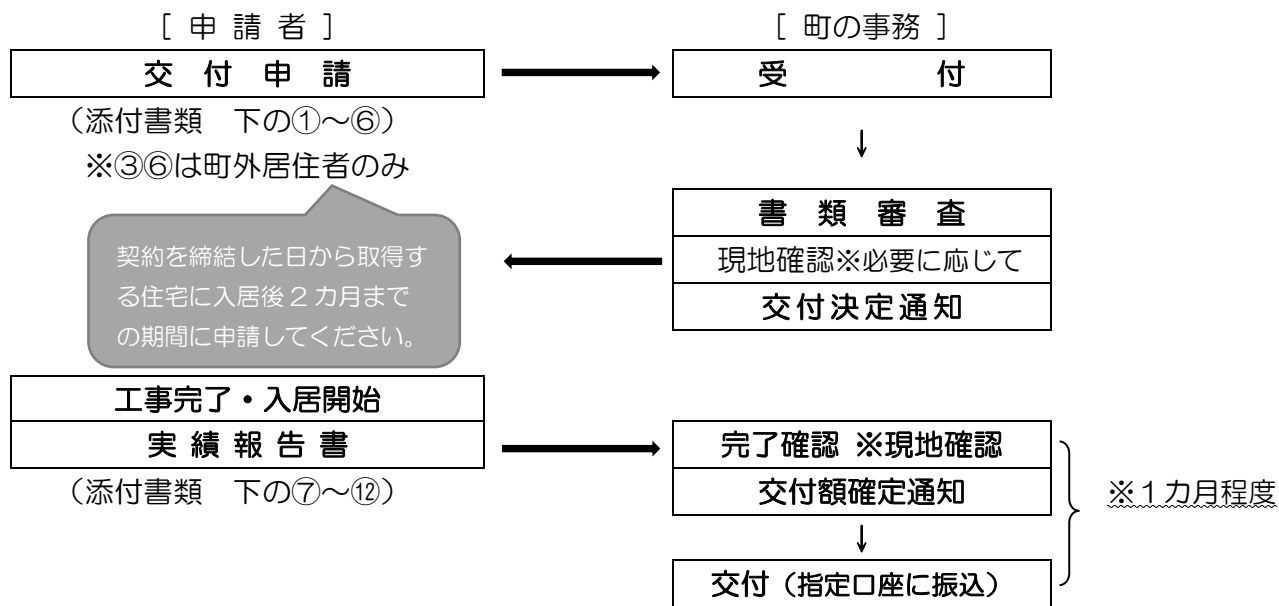 [ 申 請 者 ]
[ 町の事務 ]
交 付 申 請
受 付
（添付書類　下の①～⑥）
※③⑥は町外居住者のみ
契約を締結した日から取得す
る住宅に入居後２カ月まで
の期間に申請してください。
書 類 審 査
現地確認※必要に応じて
交付決定通知
工事完了・入居開始
実 績 報 告 書
（添付書類　下の⑦～⑫）
完了確認 ※現地確認
交付額確定通知
※１カ月程度
交付（指定口座に振込）